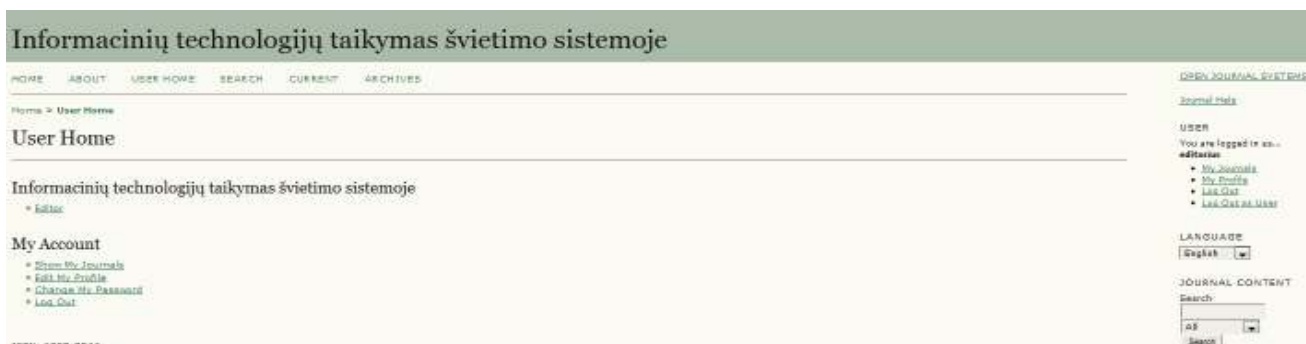 Informacinių technologijų taikymas švietimo sistemoje
HOME ABOUT USER HOME SEARCH CURRENT ARCHIVES
Home > User Home
User Home
Informacinių technologijų taikymas švietimo sistemoje
Editor
My Account
Show My Journals
Edit My Profile
Change My Password
Log Out
OPEN JOURNAL SYSTEMS
Journal Help
USER
You are logged in as...
editorius
My Journals
My Profile
Log Out
Log Out as User
LANGUAGE
English
JOURNAL CONTENT
Search
All
Search